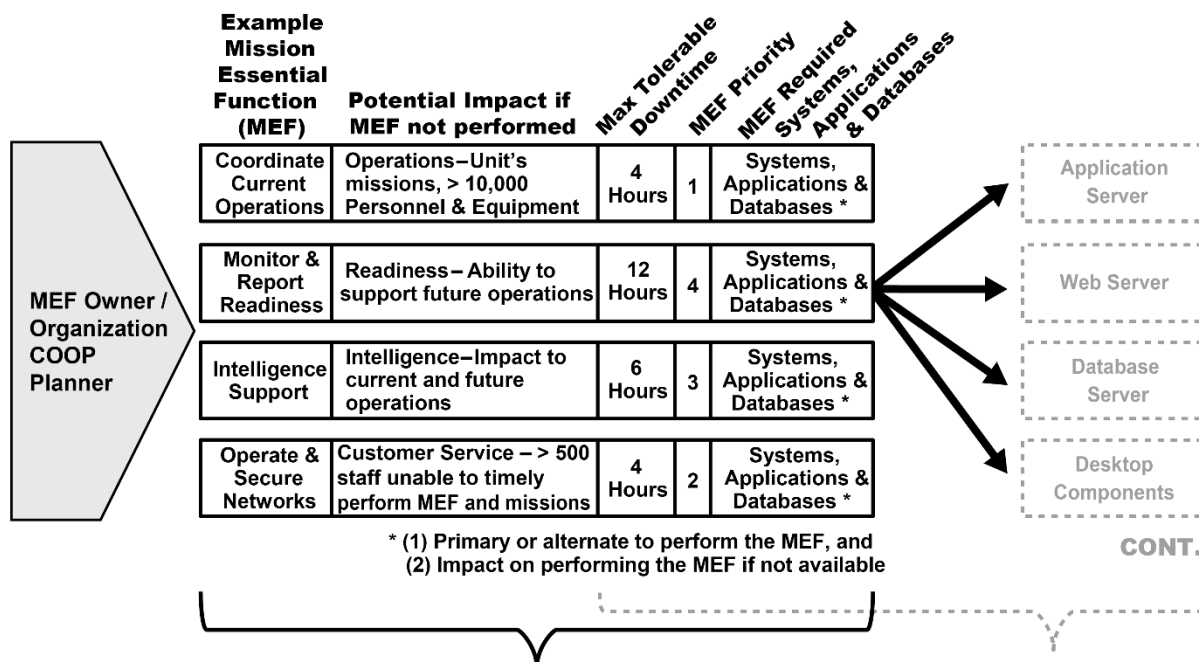 Example
Mission
Essential
Function
(MEF)
Potential Impact if
MEF not performed
Max Tolerable
Downtime
MEF Priority
MEF Required
Systems,
Applications
& Databases
MEF Owner /
Organization
COOP
Planner
Coordinate
Current
Operations
Operations–Unit's
missions, > 10,000
Personnel & Equipment
4
Hours
1
Systems,
Applications &
Databases *
Monitor &
Report
Readiness
Readiness – Ability to
support future operations
12
Hours
4
Systems,
Applications &
Databases *
Intelligence
Support
Intelligence–Impact to
current and future
operations
6
Hours
3
Systems,
Applications &
Databases *
Operate &
Secure
Networks
Customer Service – > 500
staff unable to timely
perform MEF and missions
4
Hours
2
Systems,
Applications &
Databases *
Application
Server
Web Server
Database
Server
Desktop
Components
CONT.
* (1) Primary or alternate to perform the MEF, and
(2) Impact on performing the MEF if not available